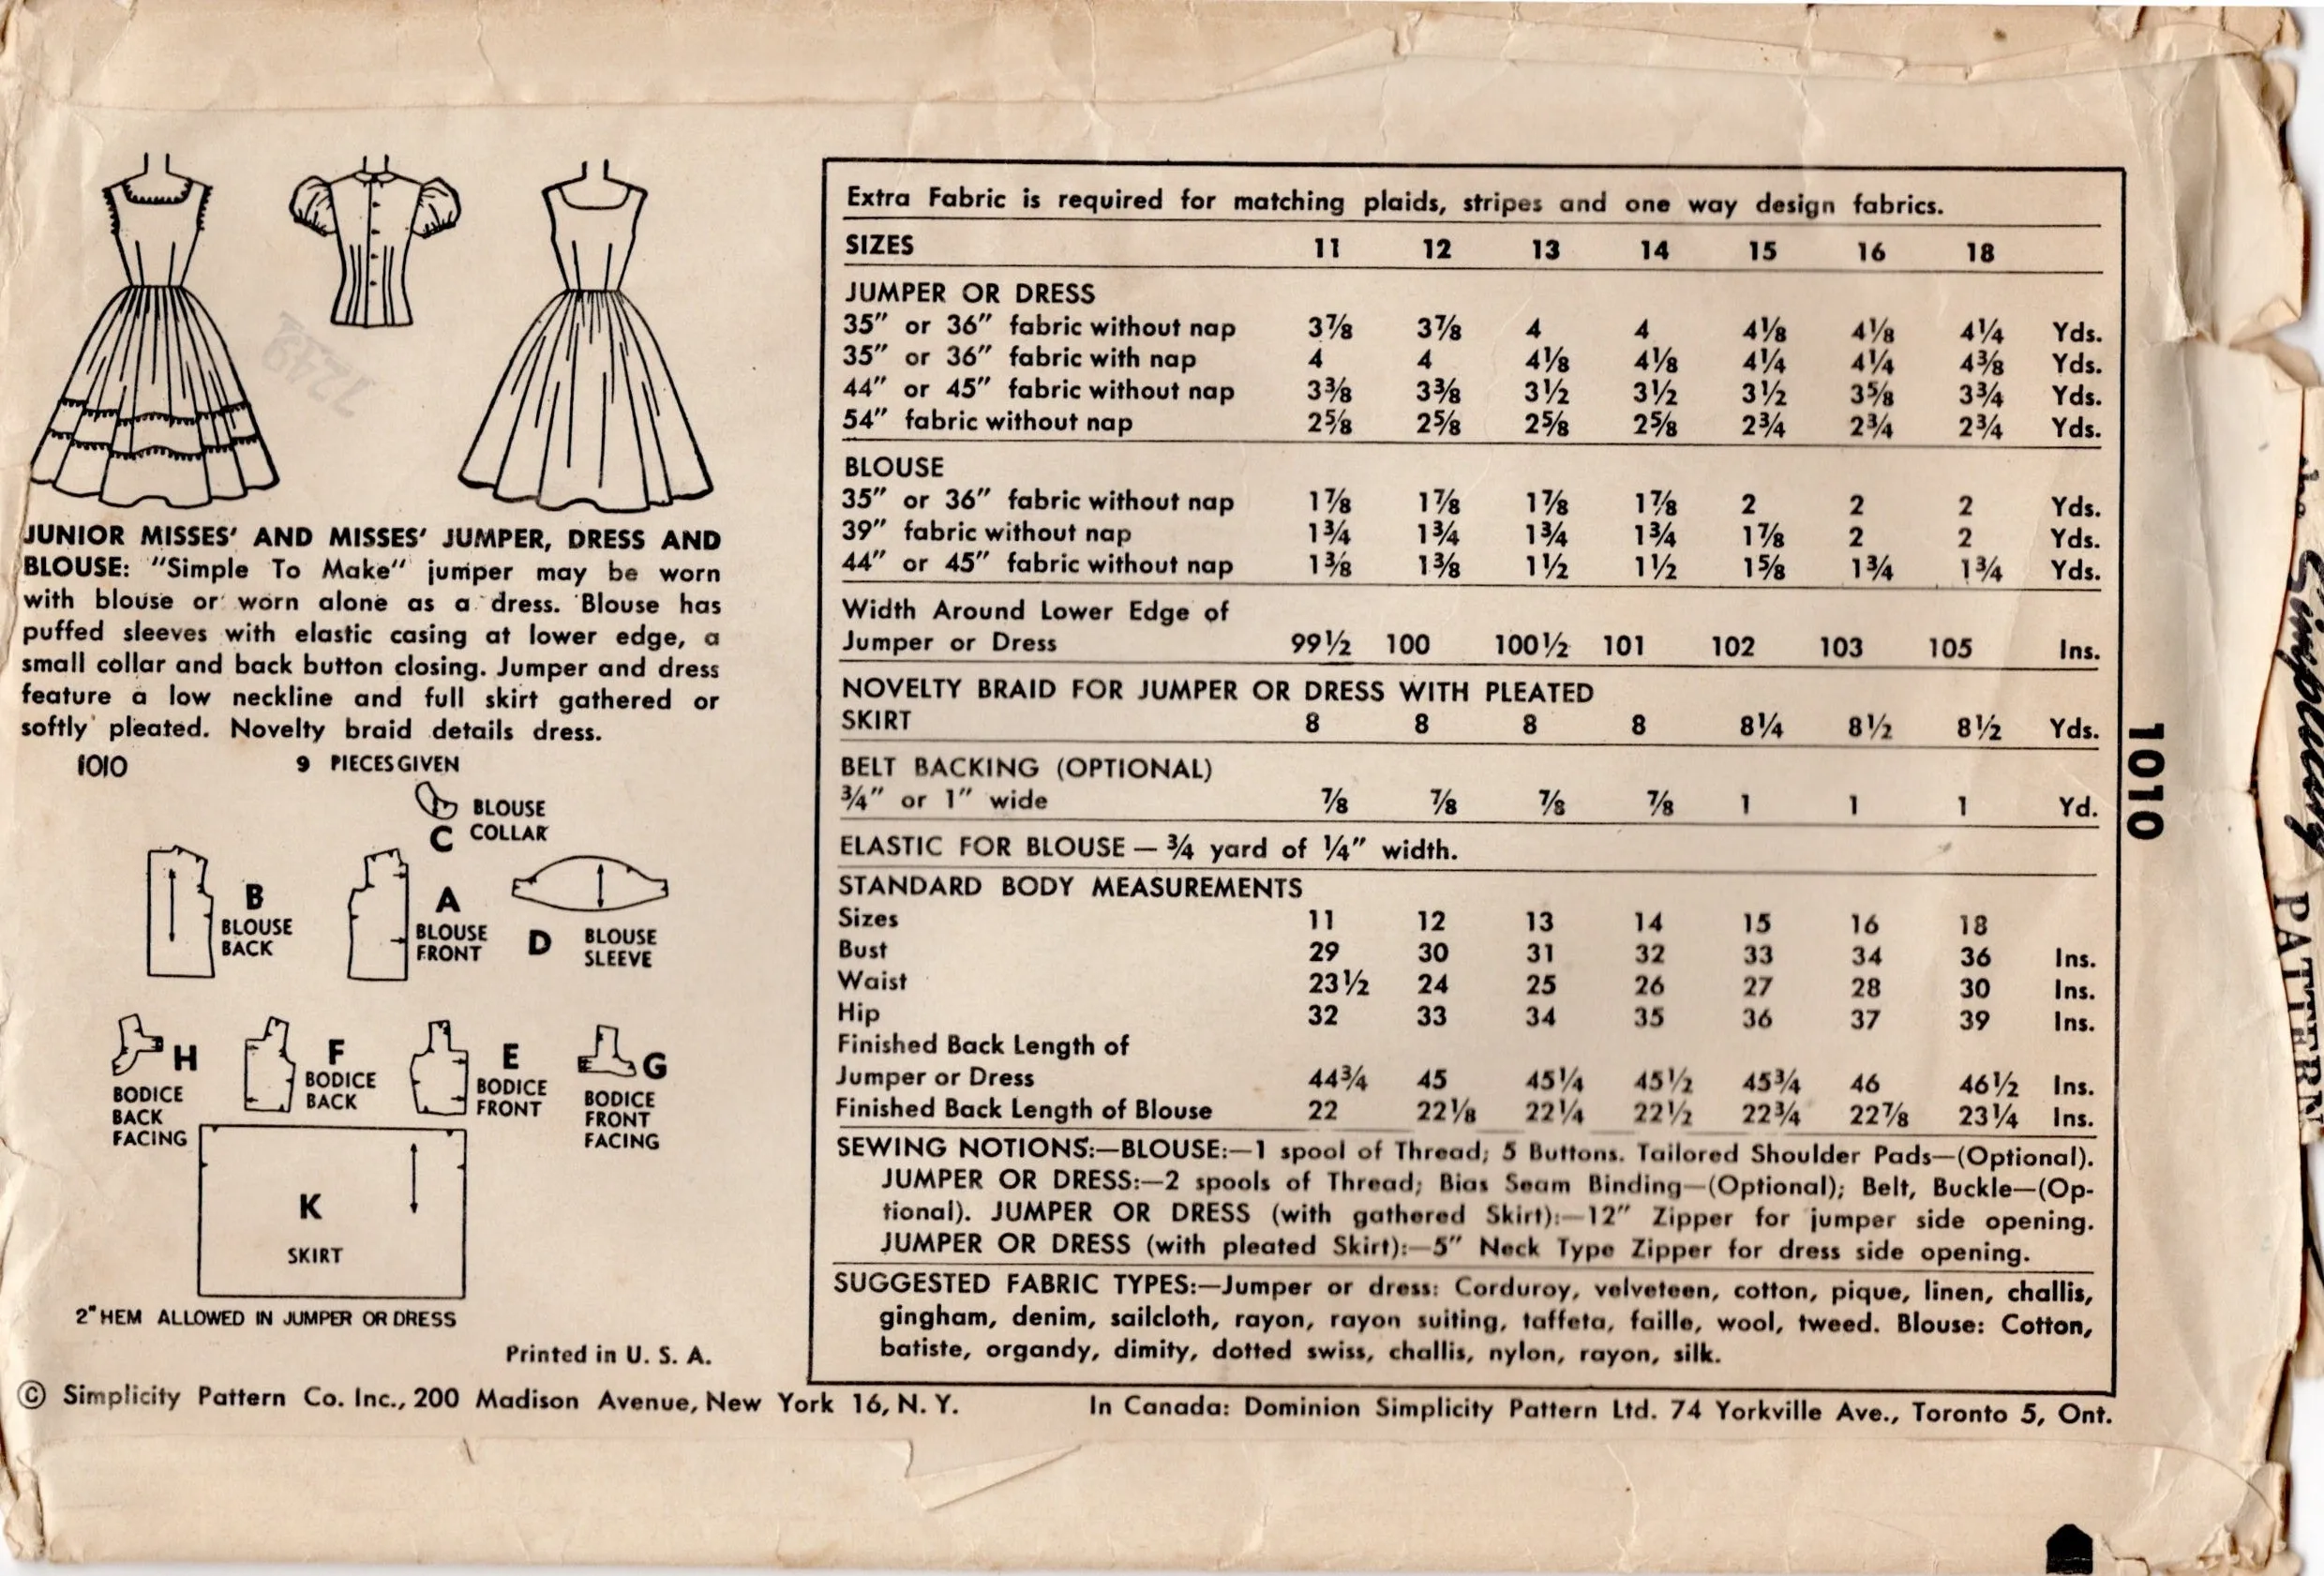 JUNIOR MISSES' AND MISSES' JUMPER, DRESS AND
BLOUSE: "Simple To Make" jumper may be worn
with blouse or worn alone as a dress. Blouse has
puffed sleeves with elastic casing at lower edge, a
small collar and back button closing. Jumper and dress
feature a low neckline and full skirt gathered or
softly pleated. Novelty braid details dress.
1010 9 PIECES GIVEN
BLOUSE
C COLLAR
B
BLOUSE
BACK
A
BLOUSE
FRONT
D BLOUSE
SLEEVE
H
BODICE
BACK
FACING
F
BODICE
BACK
E
BODICE
FRONT
G
BODICE
FRONT
FACING
K
SKIRT
2" HEM ALLOWED IN JUMPER OR DRESS
Printed in U. S. A.
Extra Fabric is required for matching plaids, stripes and one way design fabrics.
SIZES 11 12 13 14 15 16 18
JUMPER OR DRESS
35" or 36" fabric without nap 3⅞ 3⅞ 4 4 4⅛ 4⅛ 4¼ Yds.
35" or 36" fabric with nap 4 4 4⅛ 4⅛ 4¼ 4¼ 4⅜ Yds.
44" or 45" fabric without nap 3⅜ 3⅜ 3½ 3½ 3½ 3⅝ 3¾ Yds.
54" fabric without nap 2⅝ 2⅝ 2⅝ 2⅝ 2¾ 2¾ 2¾ Yds.
BLOUSE
35" or 36" fabric without nap 1⅞ 1⅞ 1⅞ 1⅞ 2 2 2 Yds.
39" fabric without nap 1¾ 1¾ 1¾ 1¾ 1⅞ 2 2 Yds.
44" or 45" fabric without nap 1⅜ 1⅜ 1½ 1½ 1⅝ 1¾ 1¾ Yds.
Width Around Lower Edge of
Jumper or Dress 99½ 100 100½ 101 102 103 105 Ins.
NOVELTY BRAID FOR JUMPER OR DRESS WITH PLEATED
SKIRT 8 8 8 8 8¼ 8½ 8½ Yds.
BELT BACKING (OPTIONAL)
¾" or 1" wide ⅞ ⅞ ⅞ ⅞ 1 1 1 Yd.
ELASTIC FOR BLOUSE — ¾ yard of ¼" width.
STANDARD BODY MEASUREMENTS
Sizes 11 12 13 14 15 16 18
Bust 29 30 31 32 33 34 36 Ins.
Waist 23½ 24 25 26 27 28 30 Ins.
Hip 32 33 34 35 36 37 39 Ins.
Finished Back Length of
Jumper or Dress 44¾ 45 45¼ 45½ 45¾ 46 46½ Ins.
Finished Back Length of Blouse 22 22⅛ 22¼ 22½ 22¾ 22⅞ 23¼ Ins.
SEWING NOTIONS:—BLOUSE:—1 spool of Thread; 5 Buttons. Tailored Shoulder Pads—(Optional).
JUMPER OR DRESS:—2 spools of Thread; Bias Seam Binding—(Optional); Belt, Buckle—(Op-
tional). JUMPER OR DRESS (with gathered Skirt):—12" Zipper for jumper side opening.
JUMPER OR DRESS (with pleated Skirt):—5" Neck Type Zipper for dress side opening.
SUGGESTED FABRIC TYPES:—Jumper or dress: Corduroy, velveteen, cotton, pique, linen, challis,
gingham, denim, sailcloth, rayon, rayon suiting, taffeta, faille, wool, tweed. Blouse: Cotton,
batiste, organdy, dimity, dotted swiss, challis, nylon, rayon, silk.
© Simplicity Pattern Co. Inc., 200 Madison Avenue, New York 16, N. Y. In Canada: Dominion Simplicity Pattern Ltd. 74 Yorkville Ave., Toronto 5, Ont.
1010
Simplicity
PATTERN